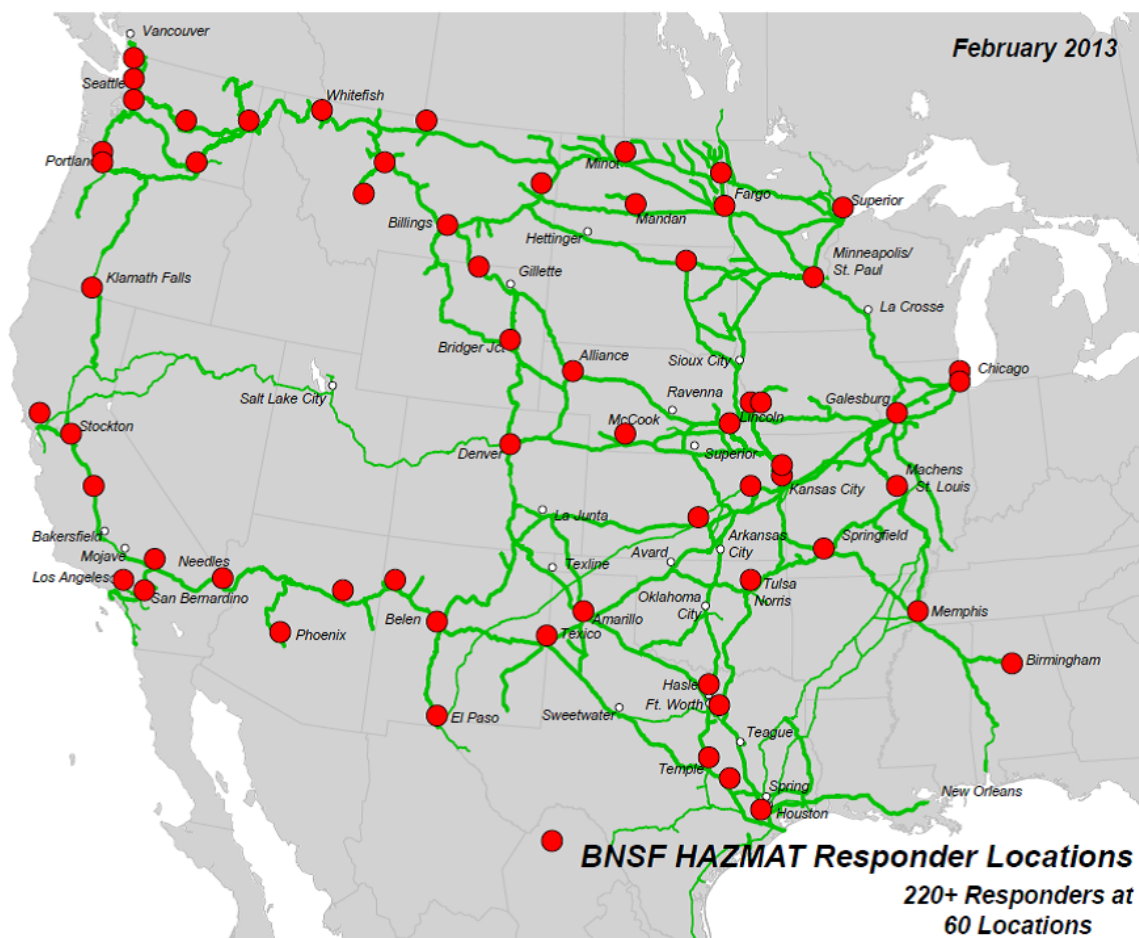 Vancouver
February 2013
Seattle
Whitefish
Portland
Minot
Fargo
Superior
Mandan
Billings
Hettinger
Minneapolis/
St. Paul
Klamath Falls
Gillette
La Crosse
Bridger Jct
Alliance
Sioux City
Chicago
Salt Lake City
Ravenna
Galesburg
McCook
Lincoln
Stockton
Denver
Superior
Machens
St. Louis
Kansas City
La Junta
Bakersfield
Arkansas
City
Springfield
Mojave
Needles
Avard
Texline
Los Angeles
Tulsa
San Bernardino
Norris
Oklahoma
City
Belen
Amarillo
Memphis
Phoenix
Texico
Birmingham
Hasle
Ft. Worth
El Paso
Sweetwater
Teague
Temple
Spring
New Orleans
Houston
BNSF HAZMAT Responder Locations
220+ Responders at
60 Locations